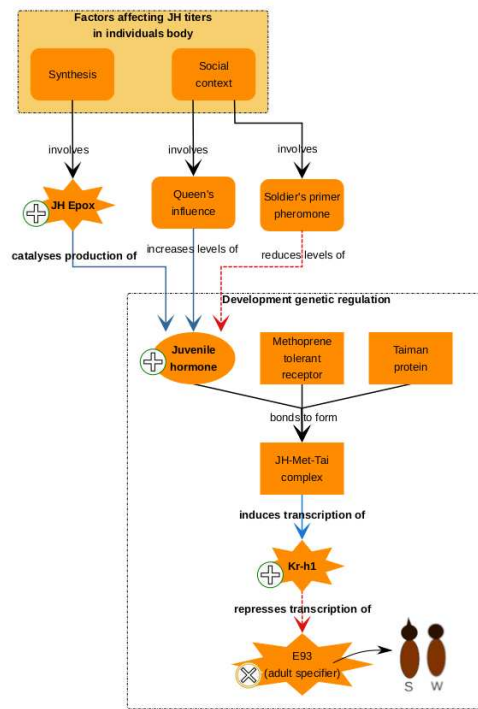 Factors affecting JH titers
in individuals body
Synthesis
Social
context
involves
involves
involves
JH Epox
Queen's
influence
Soldier's primer
pheromone
catalyses production of
increases levels of
reduces levels of
Development genetic regulation
Juvenile
hormone
Methoprene
tolerant
receptor
Taiman
protein
bonds to form
JH-Met-Tai
complex
induces transcription of
Kr-h1
represses transcription of
E93
(adult specifier)
S W